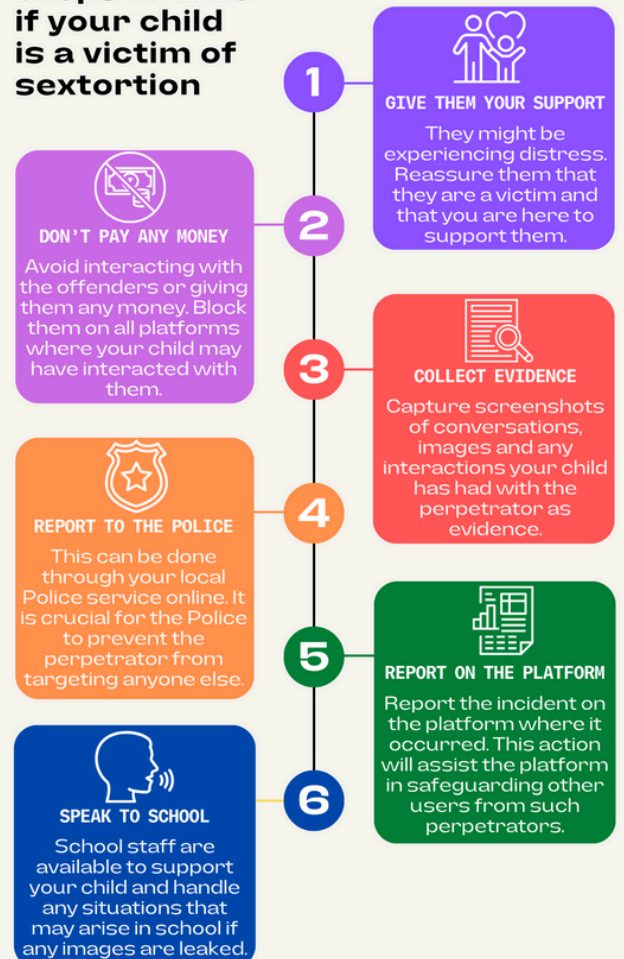 if your child
is a victim of
sextortion
1
GIVE THEM YOUR SUPPORT
They might be
experiencing distress.
Reassure them that
they are a victim and
that you are here to
support them.
2
DON'T PAY ANY MONEY
Avoid interacting with
the offenders or giving
them any money. Block
them on all platforms
where your child may
have interacted with
them.
3
COLLECT EVIDENCE
Capture screenshots
of conversations,
images and any
interactions your child
has had with the
perpetrator as
evidence.
4
REPORT TO THE POLICE
This can be done
through your local
Police service online. It
is crucial for the Police
to prevent the
perpetrator from
targeting anyone else.
5
REPORT ON THE PLATFORM
Report the incident on
the platform where it
occurred. This action
will assist the platform
in safeguarding other
users from such
perpetrators.
6
SPEAK TO SCHOOL
School staff are
available to support
your child and handle
any situations that
may arise in school if
any images are leaked.